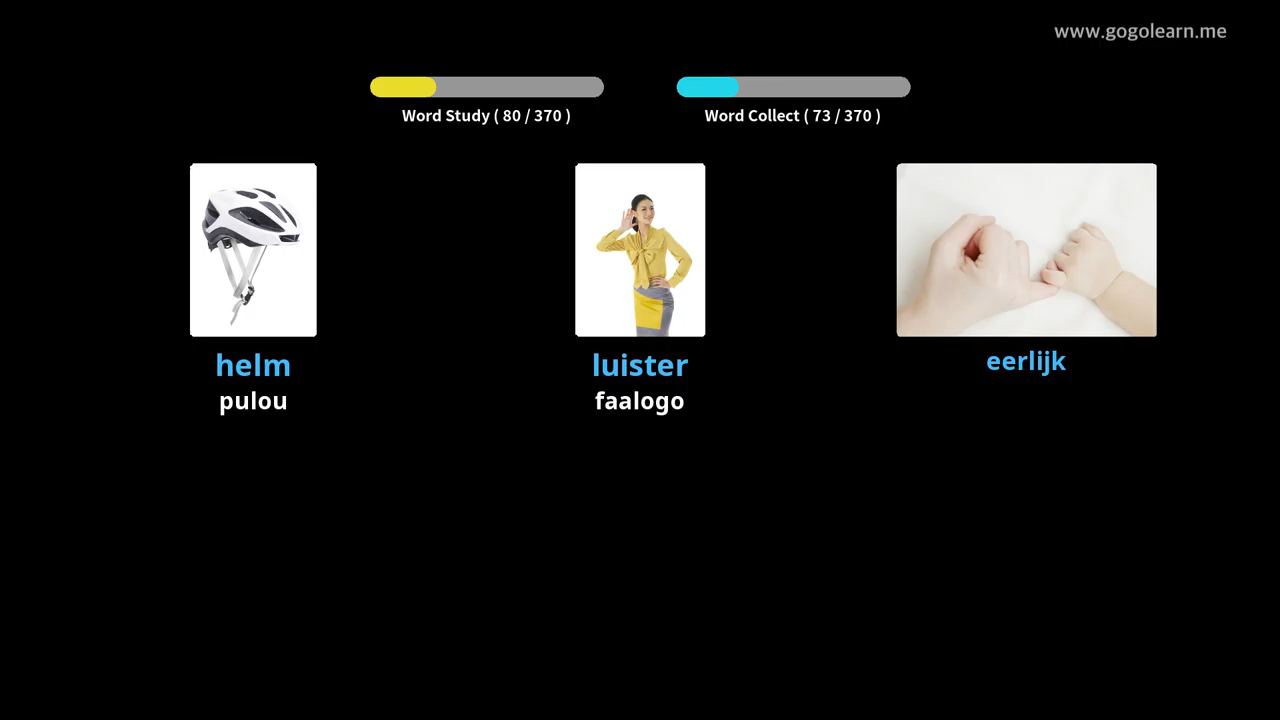 www.gogolearn.me
Word Study ( 80 / 370 )
Word Collect ( 73 / 370 )
helm
pulou
luister
faalogo
eerlijk